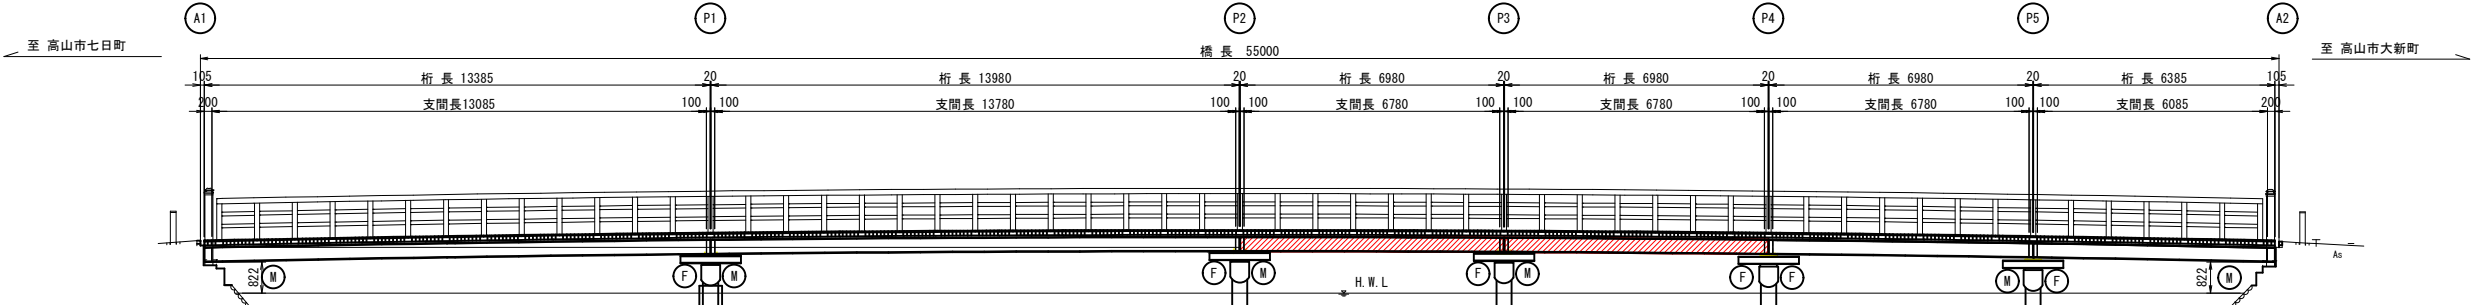 A1 P1 P2 P3 P4 P5 A2
至 高山市七日町
橋 長 55000
至 高山市大新町
105 桁 長 13385 20 桁 長 13980 20 桁 長 6980 20 桁 長 6980 20 桁 長 6980 20 桁 長 6385 105
200 支間長13085 100 100 支間長 13780 100 100 支間長 6780 100 100 支間長 6780 100 100 支間長 6780 100 100 支間長 6085 200
As
822 M F M F M F M F F M F 822 M
H.W.L